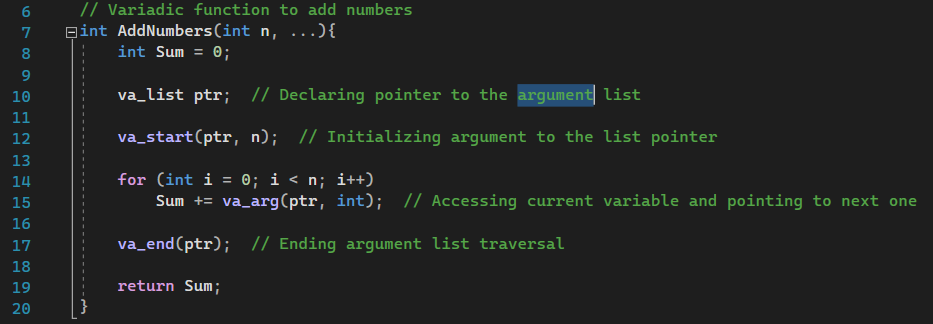 6 // Variadic function to add numbers
7 int AddNumbers(int n, ...){
8 int Sum = 0;
9
10 va_list ptr; // Declaring pointer to the argument list
11
12 va_start(ptr, n); // Initializing argument to the list pointer
13
14 for (int i = 0; i < n; i++)
15 Sum += va_arg(ptr, int); // Accessing current variable and pointing to next one
16
17 va_end(ptr); // Ending argument list traversal
18
19 return Sum;
20 }